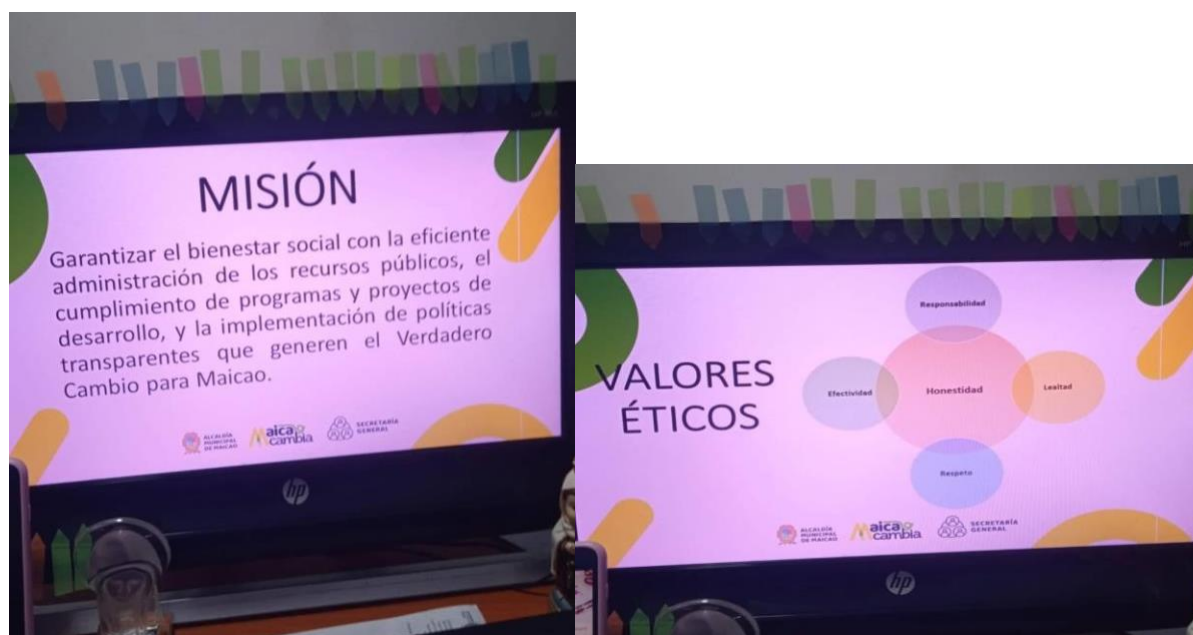 MISIÓN
Garantizar el bienestar social con la eficiente
administración de los recursos públicos, el
cumplimiento de programas y proyectos de
desarrollo, y la implementación de políticas
transparentes que generen el Verdadero
Cambio para Maicao.
ALCALDÍA
MUNICIPAL
DE MAICAO
Maicao
cambia
SECRETARÍA
GENERAL
hp
VALORES
ÉTICOS
Responsabilidad
Efectividad
Honestidad
Lealtad
Respeto
ALCALDÍA
MUNICIPAL
DE MAICAO
Maicao
cambia
SECRETARÍA
GENERAL
hp